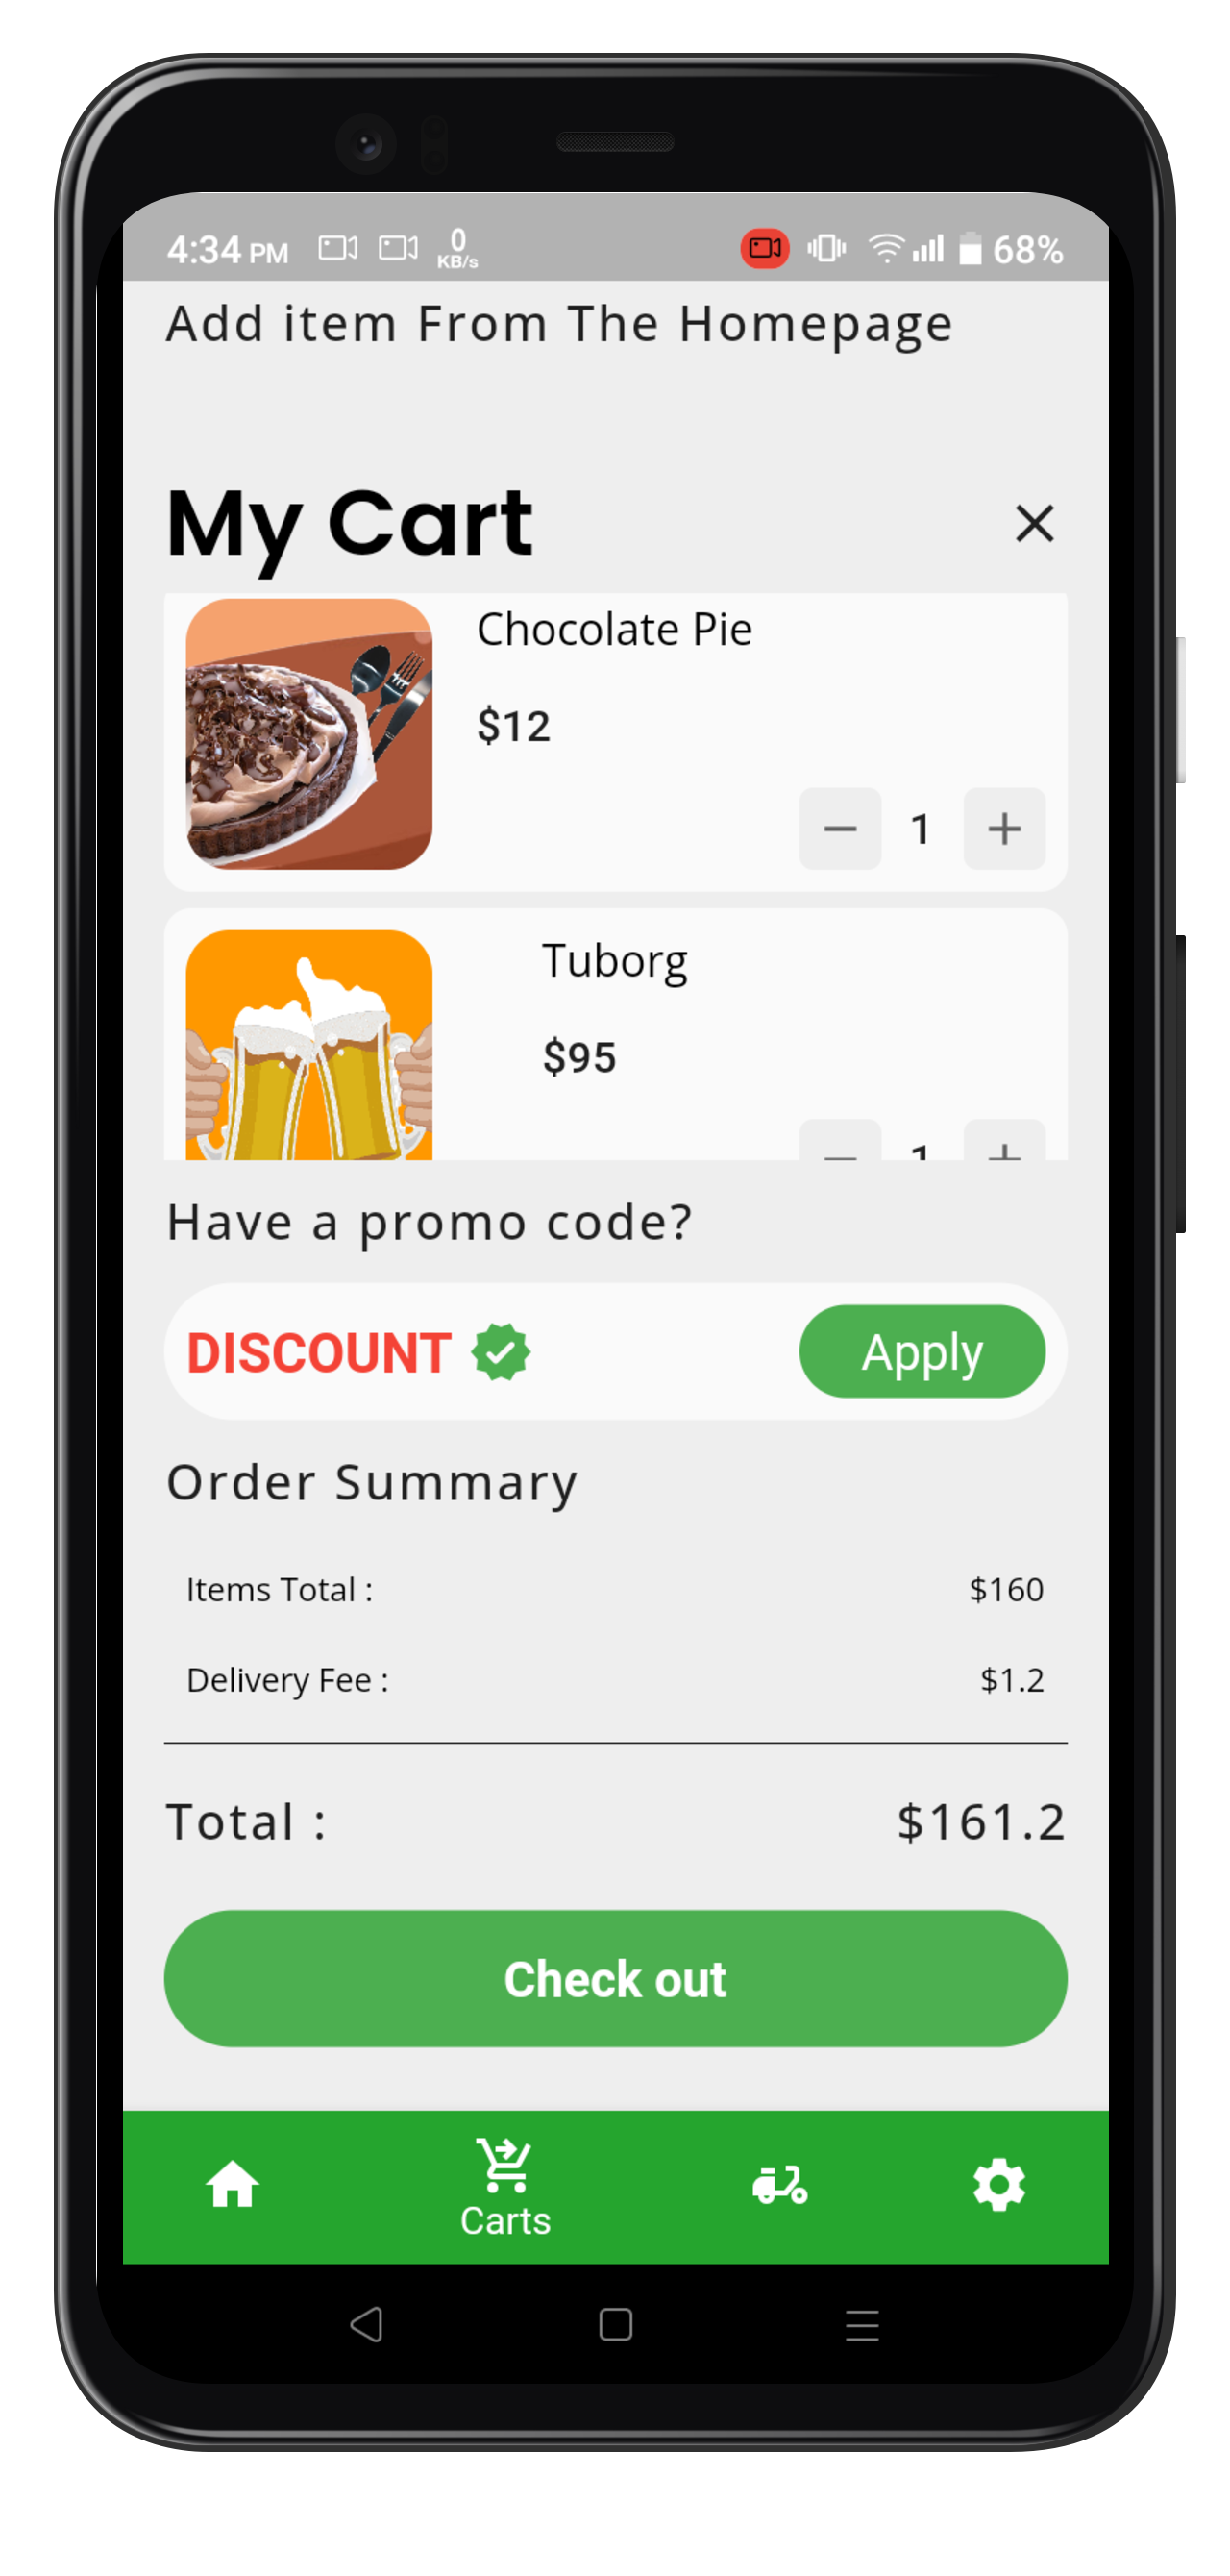 4:34 PM 0 KB/s 68%
Add item From The Homepage
My Cart
Chocolate Pie
$12
1
Tuborg
$95
1
Have a promo code?
DISCOUNT Apply
Order Summary
Items Total : $160
Delivery Fee : $1.2
Total : $161.2
Check out
Carts